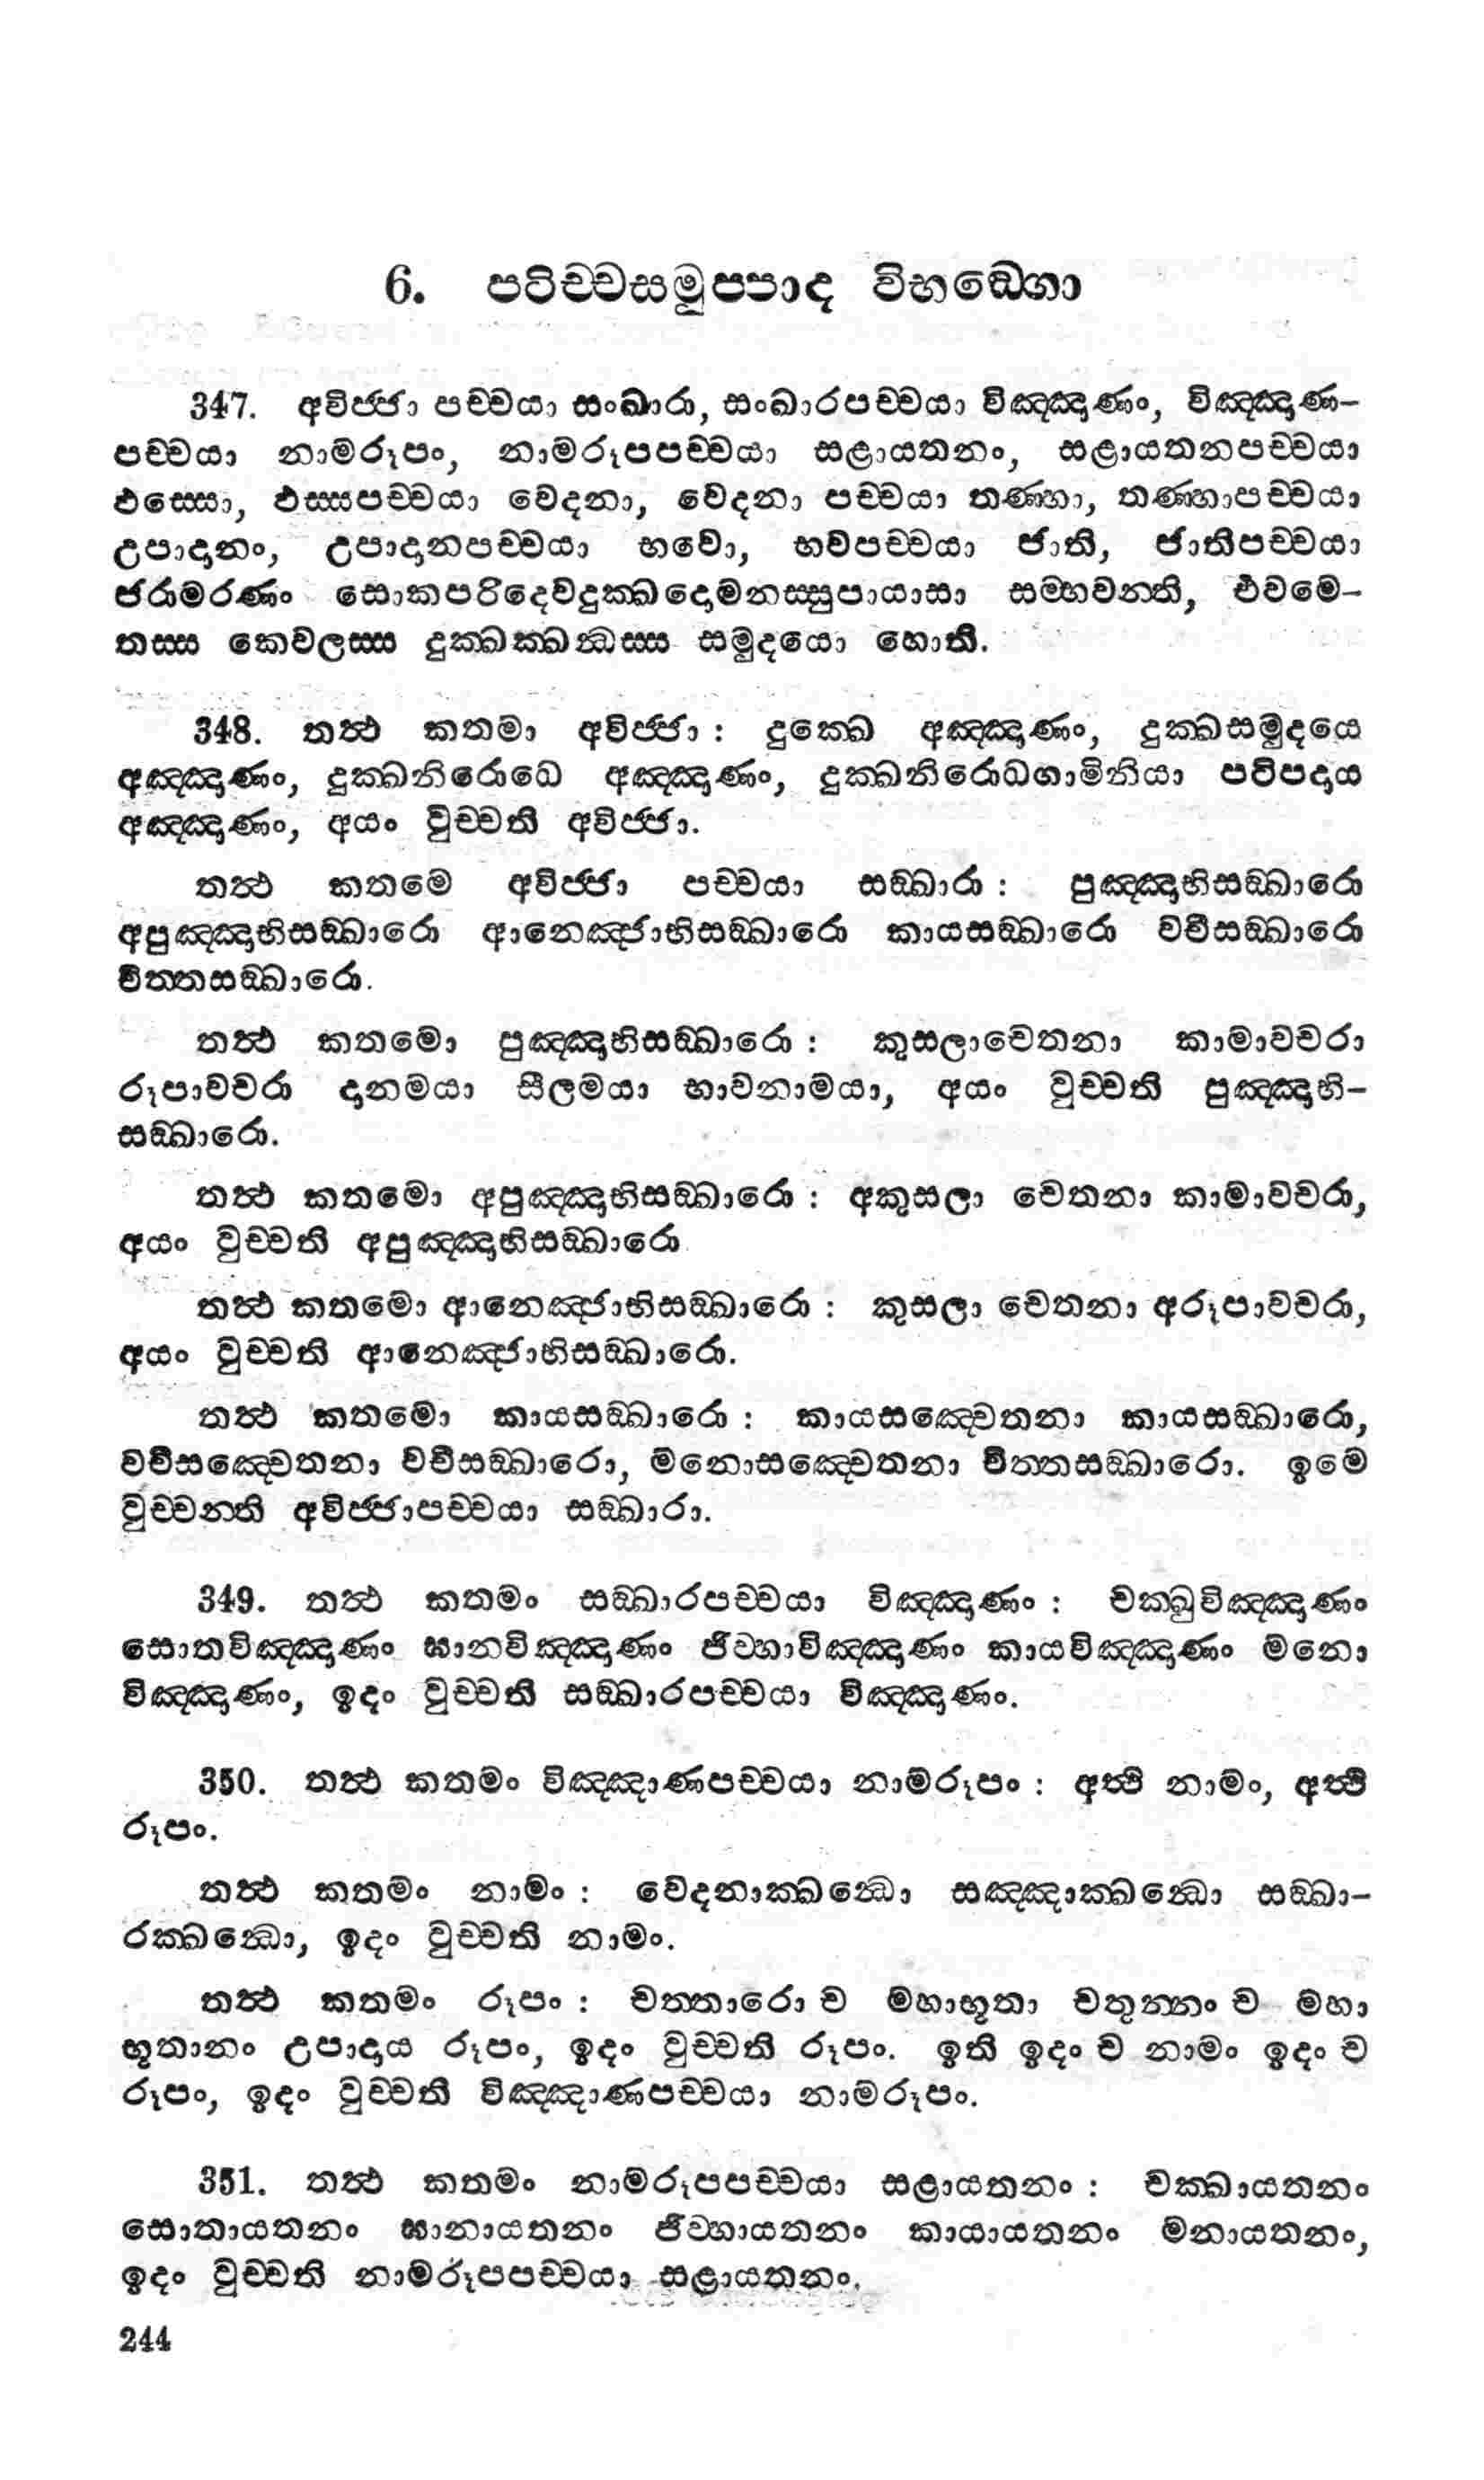 6. පටිච්චසමුප්පාද විභඞ්ගො
347. අවිජ්ජා පච්චයා සංඛාරා, සංඛාරපච්චයා විඤ්ඤාණං, විඤ්ඤාණ-
පච්චයා නාමරූපං, නාමරූපපච්චයා සළායතනං, සළායතනපච්චයා
ඵස්සො, ඵස්සපච්චයා වේදනා, වේදනා පච්චයා තණ්හා, තණ්හාපච්චයා
උපාදානං, උපාදානපච්චයා භවො, භවපච්චයා ජාති, ජාතිපච්චයා
ජරාමරණං සොකපරිදෙවදුක්ඛදොමනස්සුපායාසා සම්භවන්ති, එවමෙ-
තස්ස කෙවලස්ස දුක්ඛක්ඛන්ධස්ස සමුදයො හොති.
348. තත්ථ කතමා අවිජ්ජා : දුක්ඛෙ අඤ්ඤාණං, දුක්ඛසමුදයෙ
අඤ්ඤාණං, දුක්ඛනිරොධෙ අඤ්ඤාණං, දුක්ඛනිරොධගාමිනියා පටිපදාය
අඤ්ඤාණං, අයං වුච්චති අවිජ්ජා.
තත්ථ කතමෙ අවිජ්ජා පච්චයා සඞ්ඛාරා : පුඤ්ඤාභිසඞ්ඛාරො
අපුඤ්ඤාභිසඞ්ඛාරො ආනෙඤ්ජාභිසඞ්ඛාරො කායසඞ්ඛාරො වචීසඞ්ඛාරො
චිත්තසඞ්ඛාරො.
තත්ථ කතමො පුඤ්ඤාභිසඞ්ඛාරො : කුසලාචෙතනා කාමාවචරා
රූපාවචරා දානමයා සීලමයා භාවනාමයා, අයං වුච්චති පුඤ්ඤාභි-
සඞ්ඛාරො.
තත්ථ කතමො අපුඤ්ඤාභිසඞ්ඛාරො : අකුසලා චෙතනා කාමාවචරා,
අයං වුච්චති අපුඤ්ඤාභිසඞ්ඛාරො
තත්ථ කතමො ආනෙඤ්ජාභිසඞ්ඛාරො : කුසලා චෙතනා අරූපාවචරා,
අයං වුච්චති ආනෙඤ්ජාභිසඞ්ඛාරො.
තත්ථ කතමො කායසඞ්ඛාරො : කායසඤ්චෙතනා කායසඞ්ඛාරො,
වචීසඤ්චෙතනා වචීසඞ්ඛාරො, මනොසඤ්චෙතනා චිත්තසඞ්ඛාරො. ඉමෙ
වුච්චන්ති අවිජ්ජාපච්චයා සඞ්ඛාරා.
349. තත්ථ කතමං සඞ්ඛාරපච්චයා විඤ්ඤාණං : චක්ඛුවිඤ්ඤාණං
සොතවිඤ්ඤාණං ඝානවිඤ්ඤාණං ජිව්හාවිඤ්ඤාණං කායවිඤ්ඤාණං මනො
විඤ්ඤාණං, ඉදං වුච්චති සඞ්ඛාරපච්චයා විඤ්ඤාණං.
350. තත්ථ කතමං විඤ්ඤාණපච්චයා නාමරූපං : අත්ථි නාමං, අත්ථි
රූපං.
තත්ථ කතමං නාමං : වේදනාක්ඛන්ධො සඤ්ඤාක්ඛන්ධො සඞ්ඛා-
රක්ඛන්ධො, ඉදං වුච්චති නාමං.
තත්ථ කතමං රූපං : චත්තාරො ච මහාභූතා චතුන්නං ච මහා
භූතානං උපාදාය රූපං, ඉදං වුච්චති රූපං. ඉති ඉදං ච නාමං ඉදං ච
රූපං, ඉදං වුච්චති විඤ්ඤාණපච්චයා නාමරූපං.
351. තත්ථ කතමං නාමරූපපච්චයා සළායතනං : චක්ඛායතනං
සොතායතනං ඝානායතනං ජිව්හායතනං කායායතනං මනායතනං,
ඉදං වුච්චති නාමරූපපච්චයා සළායතනං.
244